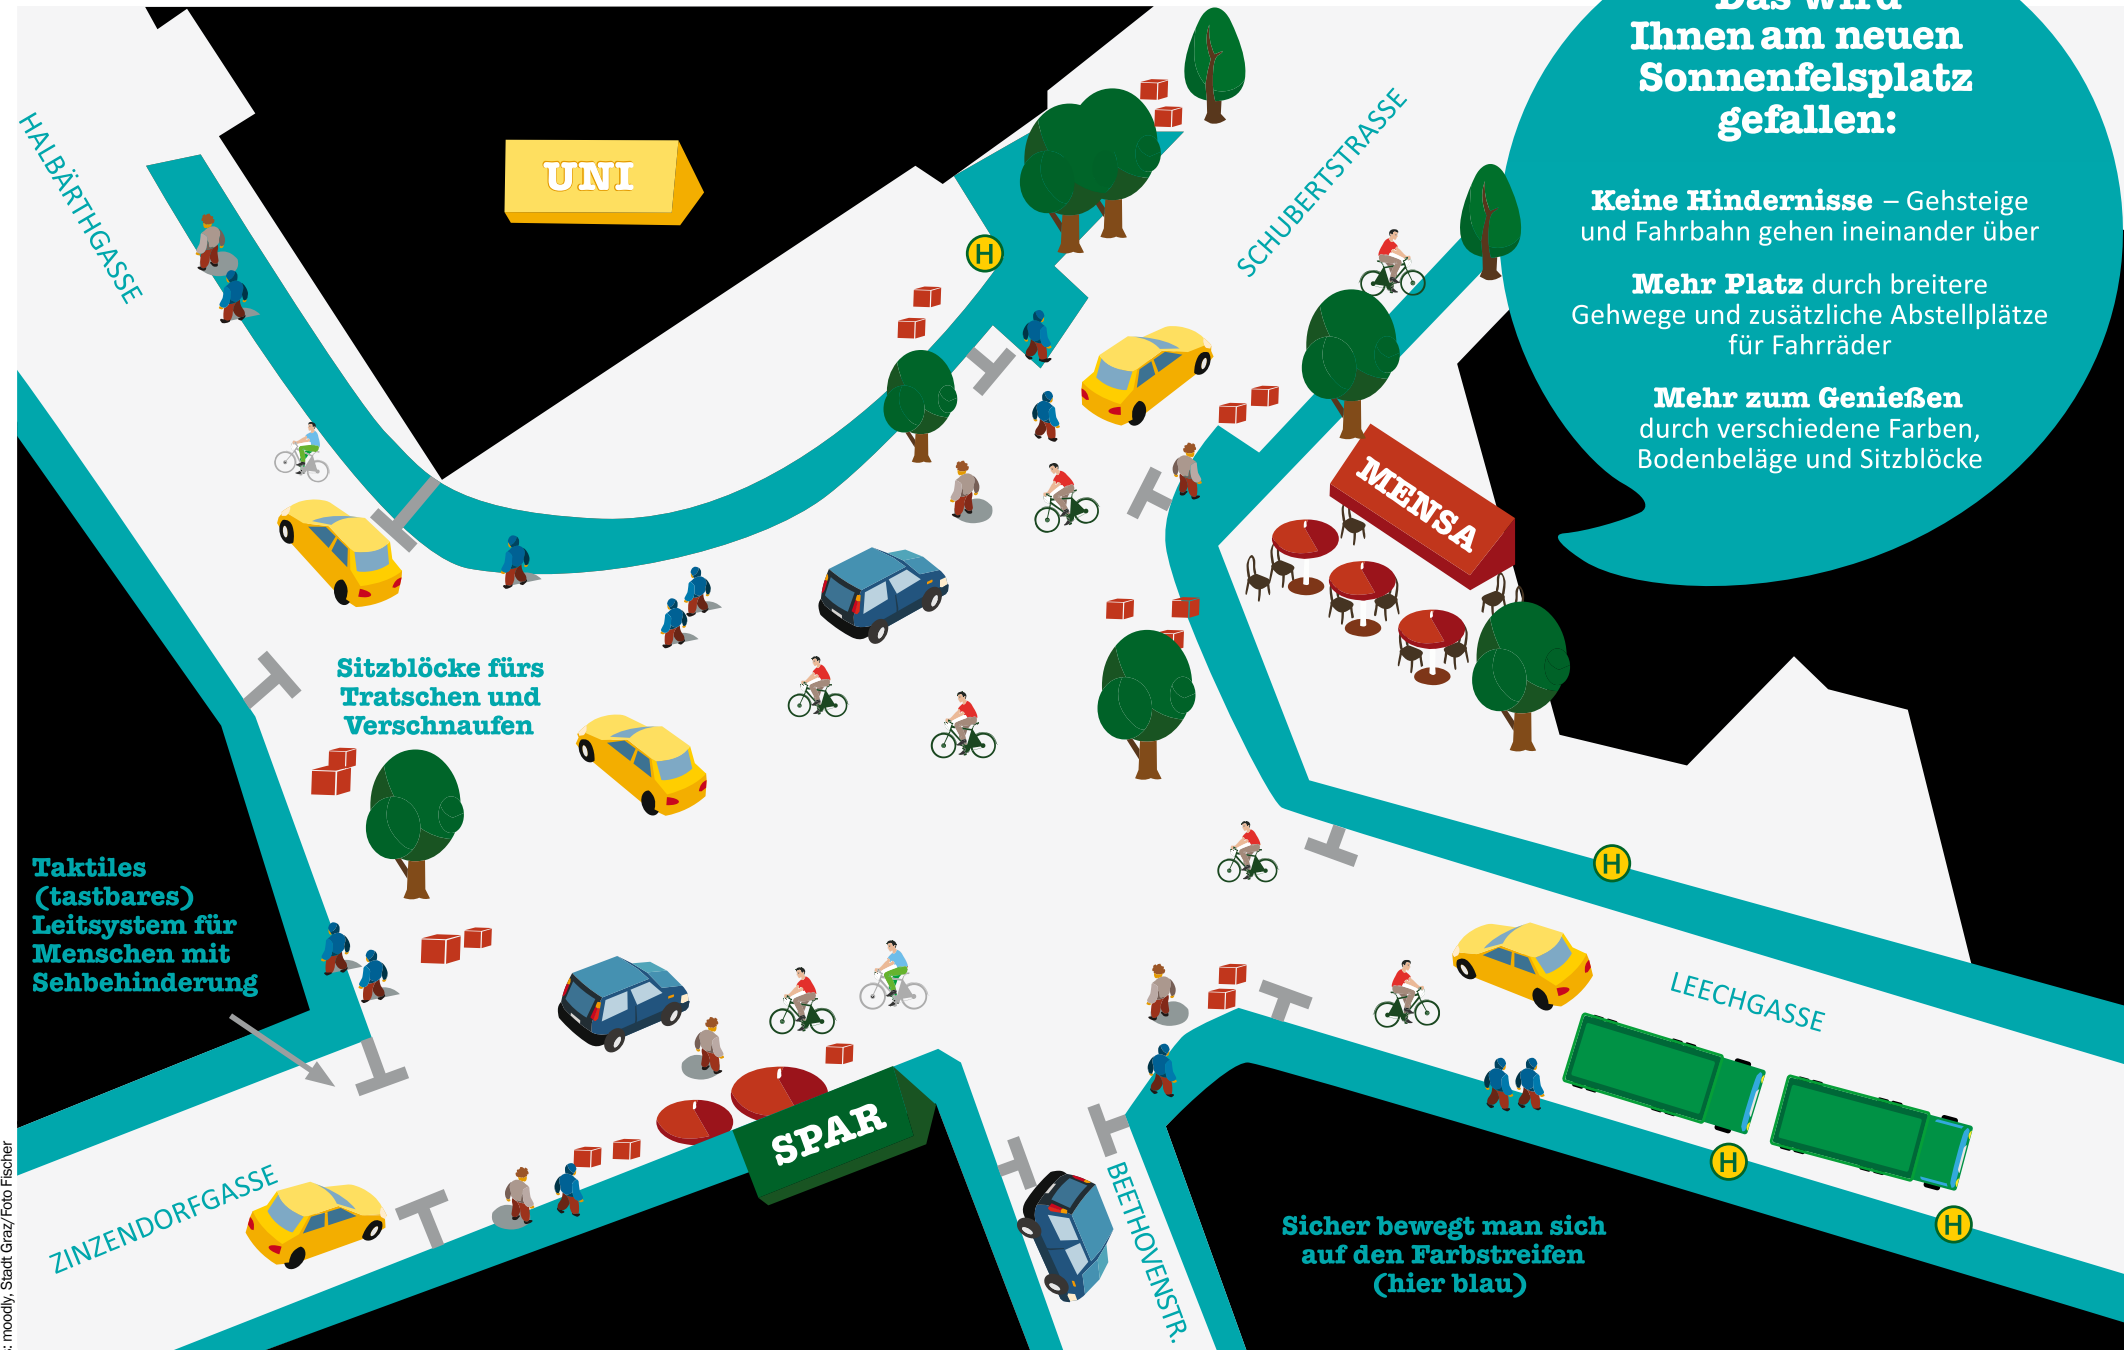 Das wird
Ihnen am neuen
Sonnenfelsplatz
gefallen:
Keine Hindernisse – Gehsteige
und Fahrbahn gehen ineinander über
Mehr Platz durch breitere
Gehwege und zusätzliche Abstellplätze
für Fahrräder
Mehr zum Genießen
durch verschiedene Farben,
Bodenbeläge und Sitzblöcke
HALBÄRTHGASSE
UNI
SCHUBERTSTRASSE
H
MENSA
Sitzblöcke fürs
Tratschen und
Verschnaufen
Taktiles
(tastbares)
Leitsystem für
Menschen mit
Sehbehinderung
H
LEECHGASSE
SPAR
ZINZENDORFGASSE
BEETHOVENSTR.
H
H
Sicher bewegt man sich
auf den Farbstreifen
(hier blau)
: moodly, Stadt Graz/Foto Fischer